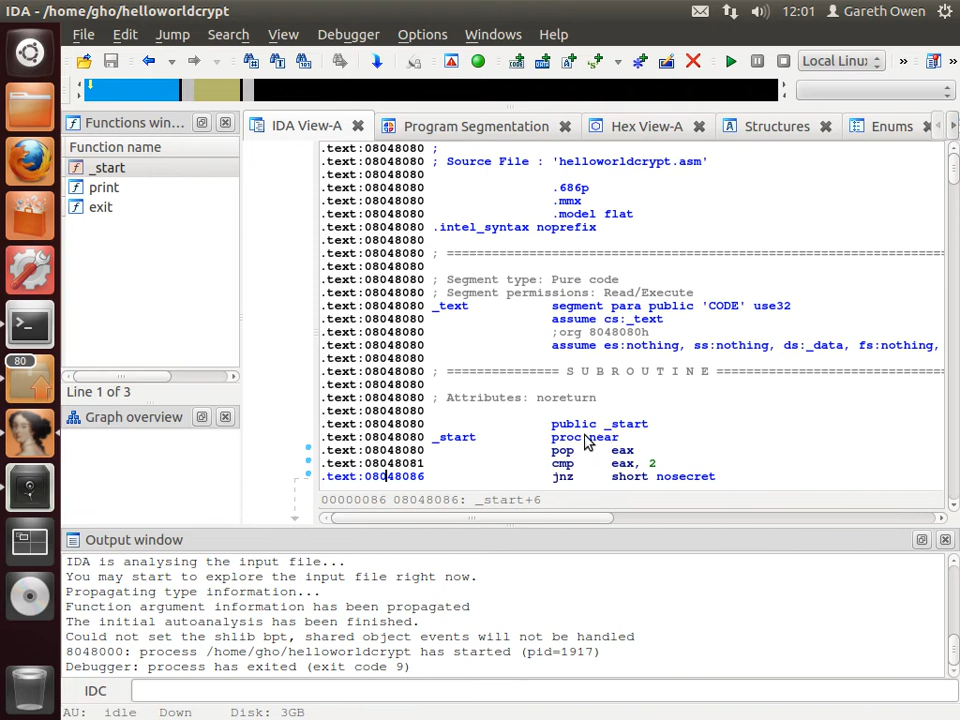 IDA - /home/gho/helloworldcrypt
12:01 Gareth Owen
File Edit Jump Search View Debugger Options Windows Help
Local Linu
»
»
Functions win...
Function name
f _start
f print
f exit
Line 1 of 3
Graph overview
IDA View-A
Program Segmentation
Hex View-A
Structures
Enums
.text:08048080 ;
.text:08048080 ; Source File : 'helloworldcrypt.asm'
.text:08048080
.text:08048080 .686p
.text:08048080 .mmx
.text:08048080 .model flat
.text:08048080 .intel_syntax noprefix
.text:08048080
.text:08048080 ; ===========================================================
.text:08048080
.text:08048080 ; Segment type: Pure code
.text:08048080 ; Segment permissions: Read/Execute
.text:08048080 _text segment para public 'CODE' use32
.text:08048080 assume cs:_text
.text:08048080 ;org 8048080h
.text:08048080 assume es:nothing, ss:nothing, ds:_data, fs:nothing,
.text:08048080
.text:08048080 ; =============== S U B R O U T I N E ===========================
.text:08048080
.text:08048080 ; Attributes: noreturn
.text:08048080
.text:08048080 public _start
.text:08048080 _start proc near
.text:08048080 pop eax
.text:08048081 cmp eax, 2
.text:08048086 jnz short nosecret
00000086 08048086: _start+6
Output window
IDA is analysing the input file...
You may start to explore the input file right now.
Propagating type information...
Function argument information has been propagated
The initial autoanalysis has been finished.
Could not set the shlib bpt, shared object events will not be handled
8048000: process /home/gho/helloworldcrypt has started (pid=1917)
Debugger: process has exited (exit code 9)
IDC
AU: idle Down Disk: 3GB
80